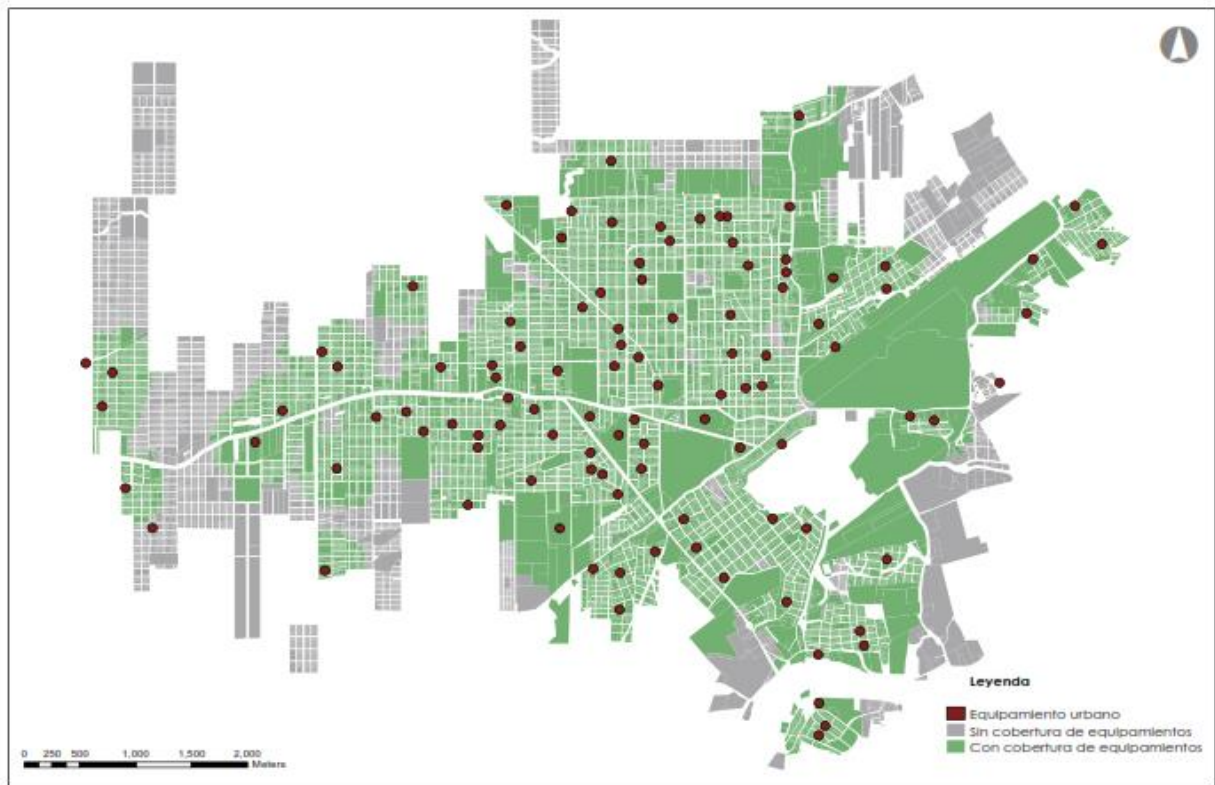 Leyenda
Equipamiento urbano
Sin cobertura de equipamientos
Con cobertura de equipamientos
0 250 500 1,000 1,500 2,000
Meters